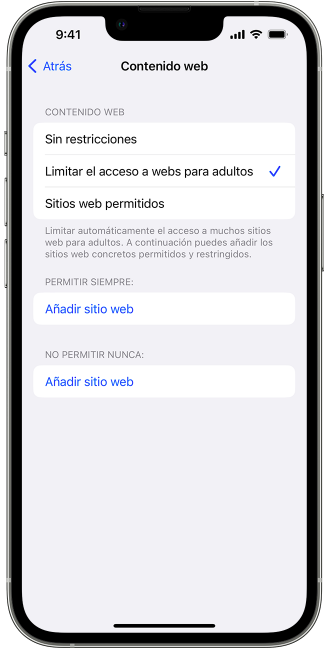 9:41
Atrás
Contenido web
CONTENIDO WEB
Sin restricciones
Limitar el acceso a webs para adultos
Sitios web permitidos
Limitar automáticamente el acceso a muchos sitios
web para adultos. A continuación puedes añadir los
sitios web concretos permitidos y restringidos.
PERMITIR SIEMPRE:
Añadir sitio web
NO PERMITIR NUNCA:
Añadir sitio web